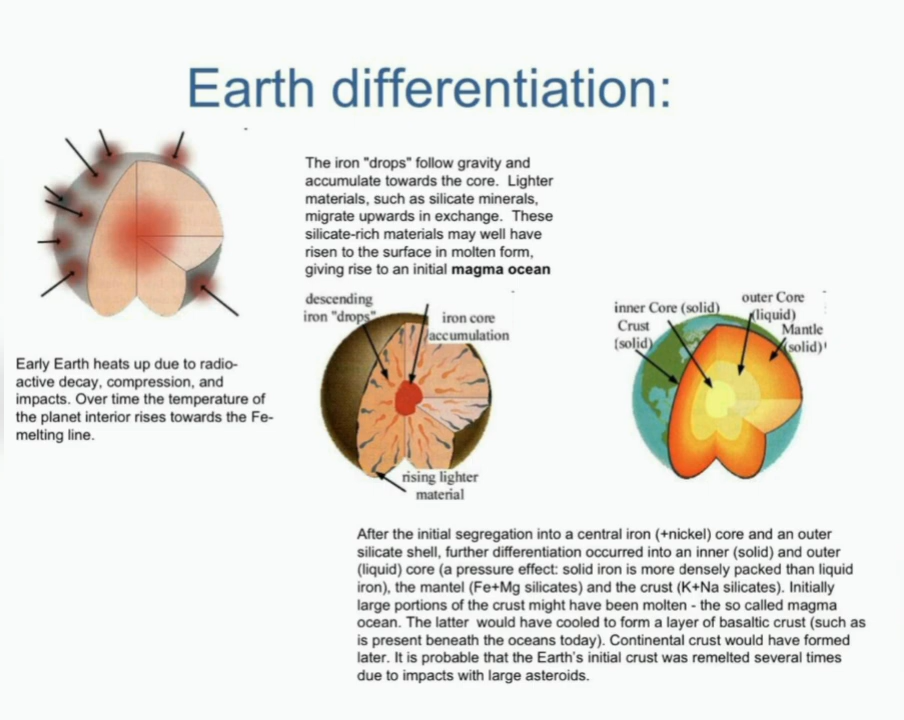 Earth differentiation:
The iron "drops" follow gravity and
accumulate towards the core. Lighter
materials, such as silicate minerals,
migrate upwards in exchange. These
silicate-rich materials may well have
risen to the surface in molten form,
giving rise to an initial magma ocean
Early Earth heats up due to radio-
active decay, compression, and
impacts. Over time the temperature of
the planet interior rises towards the Fe-
melting line.
descending
iron "drops"
iron core
accumulation
rising lighter
material
inner Core (solid)
outer Core
(liquid)
Crust
(solid)
Mantle
(solid)
After the initial segregation into a central iron (+nickel) core and an outer
silicate shell, further differentiation occurred into an inner (solid) and outer
(liquid) core (a pressure effect: solid iron is more densely packed than liquid
iron), the mantel (Fe+Mg silicates) and the crust (K+Na silicates). Initially
large portions of the crust might have been molten - the so called magma
ocean. The latter would have cooled to form a layer of basaltic crust (such as
is present beneath the oceans today). Continental crust would have formed
later. It is probable that the Earth's initial crust was remelted several times
due to impacts with large asteroids.